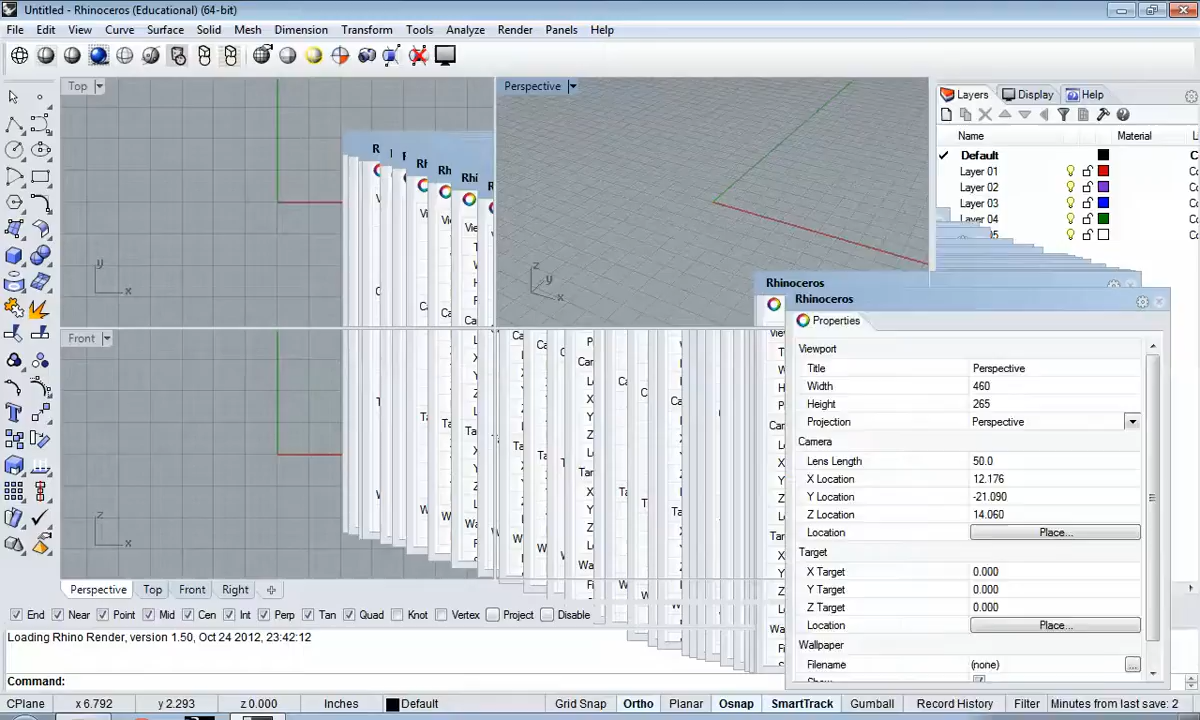 Untitled - Rhinoceros (Educational) (64-bit)
File Edit View Curve Surface Solid Mesh Dimension Transform Tools Analyze Render Panels Help
Top
Perspective
Layers Display Help
Name Material
Default
Layer 01
Layer 02
Layer 03
Layer 04
Rhinoceros
Rhinoceros
Properties
Viewport
Title Perspective
Width 460
Height 265
Projection Perspective
Camera
Lens Length 50.0
X Location 12.176
Y Location -21.090
Z Location 14.060
Location Place...
Target
X Target 0.000
Y Target 0.000
Z Target 0.000
Location Place...
Wallpaper
Filename (none) ...
y
x
z
y
x
Front
z
x
Perspective Top Front Right
End Near Point Mid Cen Int Perp Tan Quad Knot Vertex Project Disable
Loading Rhino Render, version 1.50, Oct 24 2012, 23:42:12
Command:
CPlane x 6.792 y 2.293 z 0.000 Inches Default Grid Snap Ortho Planar Osnap SmartTrack Gumball Record History Filter Minutes from last save: 2